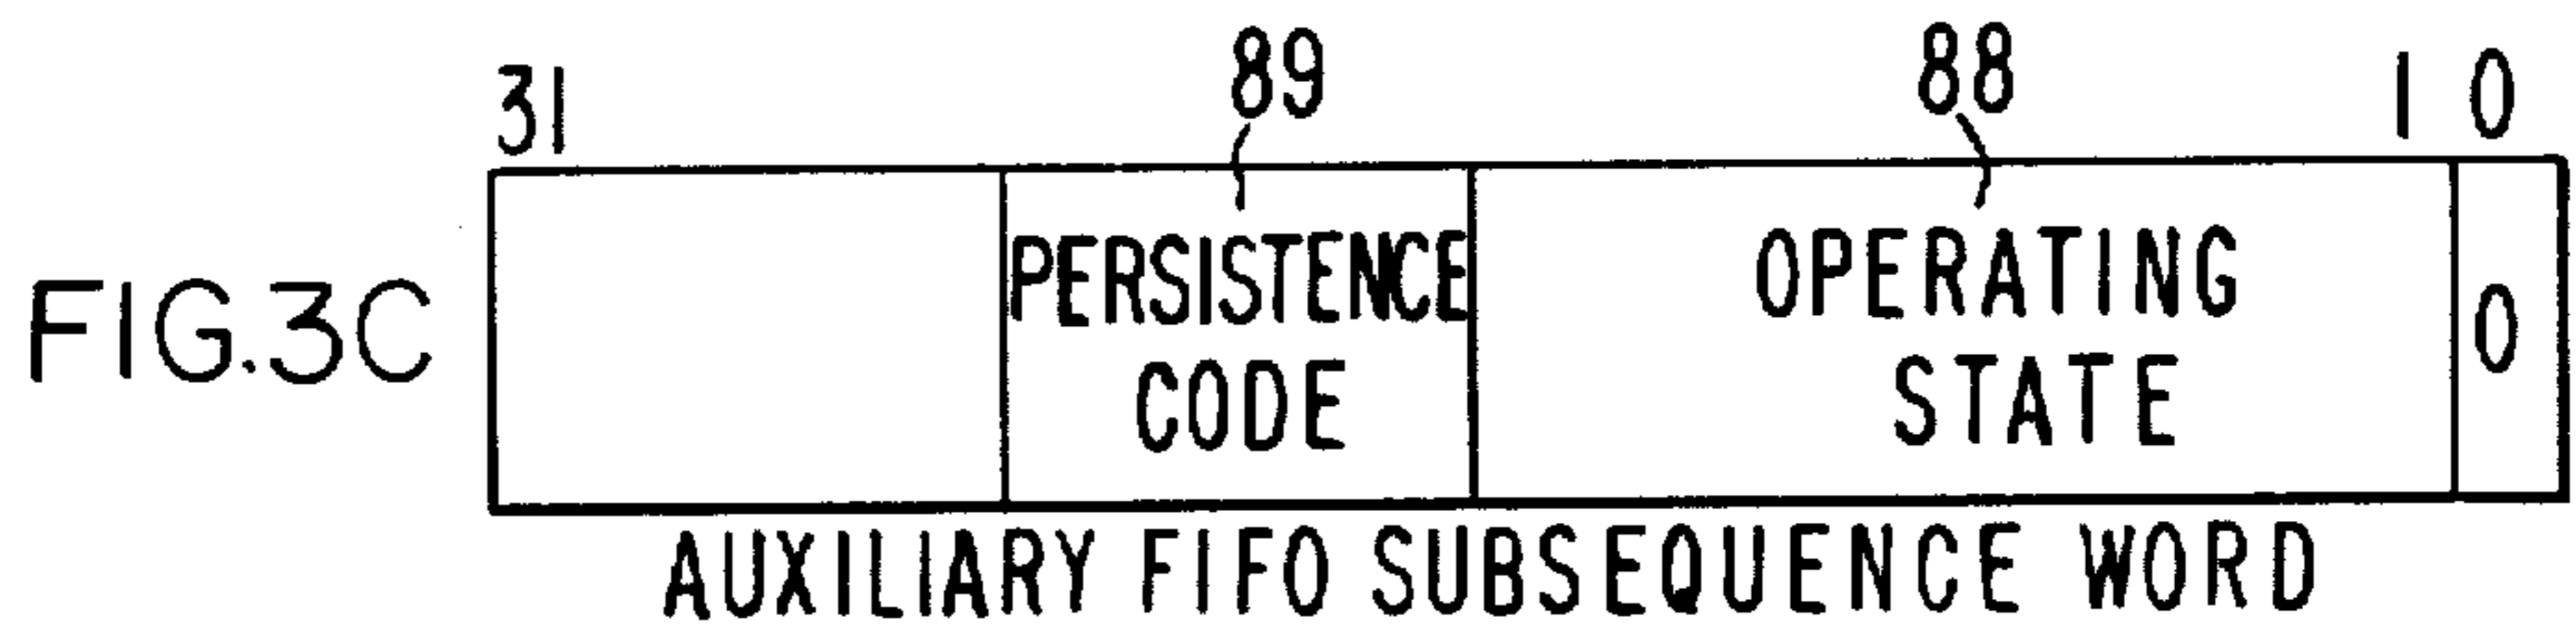 31 89 88 1 0
FIG.3C
PERSISTENCE CODE
OPERATING STATE
0
AUXILIARY FIFO SUBSEQUENCE WORD